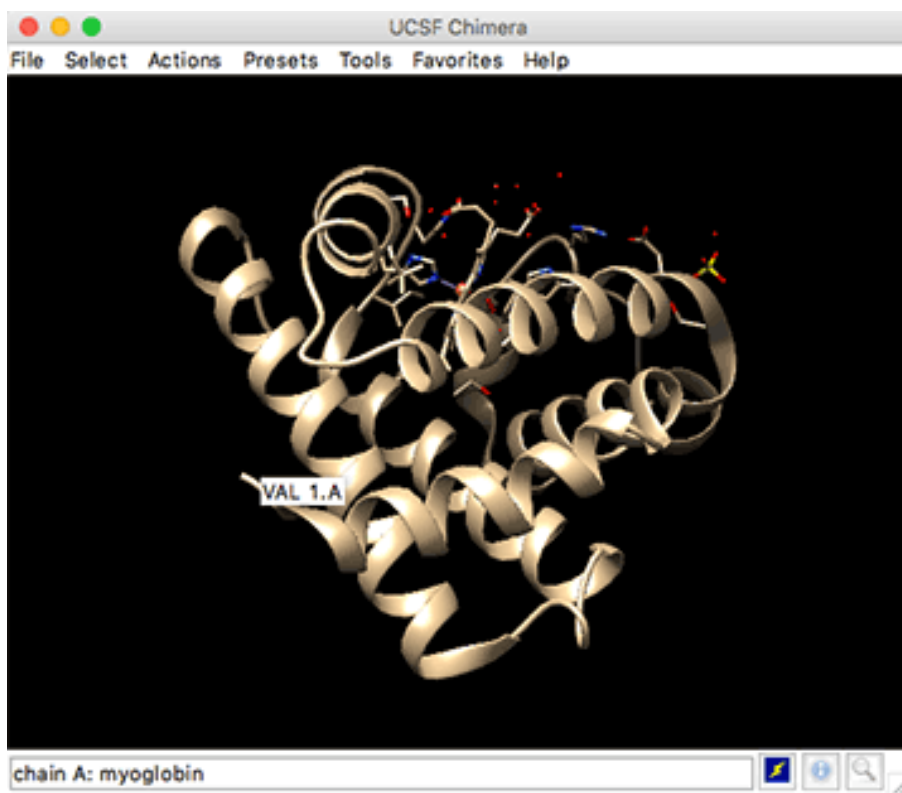 UCSF Chimera
File Select Actions Presets Tools Favorites Help
VAL 1.A
chain A: myoglobin